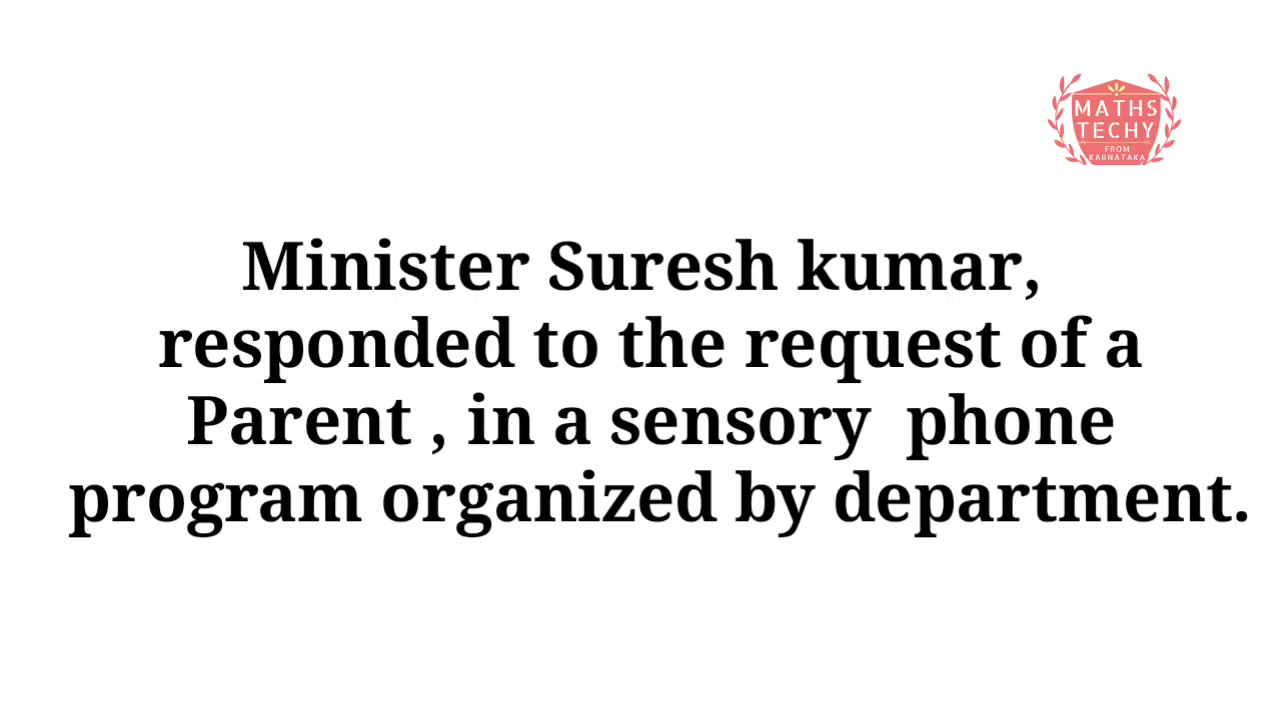 MATHS
TECHY
FROM
KARNATAKA
Minister Suresh kumar,
responded to the request of a
Parent , in a sensory  phone
program organized by department.